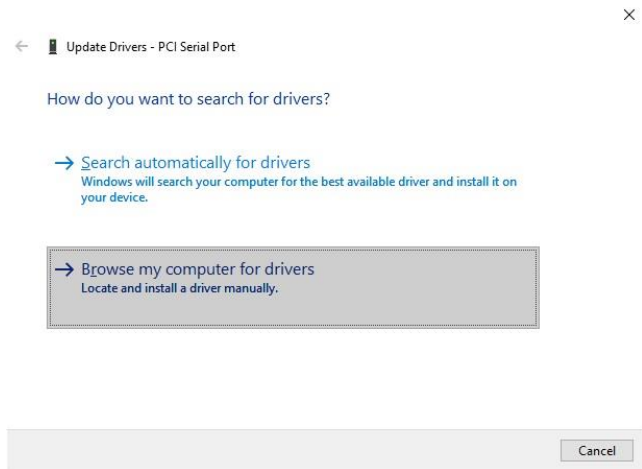 Update Drivers - PCI Serial Port
How do you want to search for drivers?
Search automatically for drivers
Windows will search your computer for the best available driver and install it on
your device.
Browse my computer for drivers
Locate and install a driver manually.
Cancel